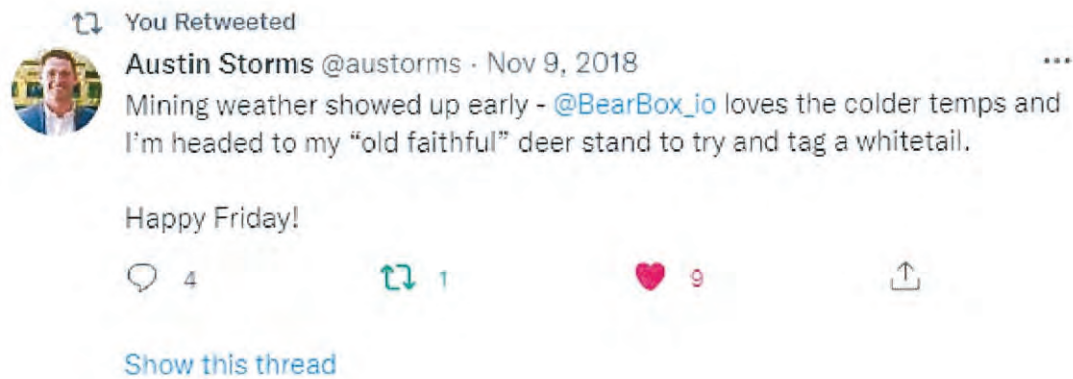 You Retweeted
Austin Storms @austorms · Nov 9, 2018
Mining weather showed up early - @BearBox_io loves the colder temps and
I'm headed to my “old faithful” deer stand to try and tag a whitetail.
Happy Friday!
4 1 9
Show this thread